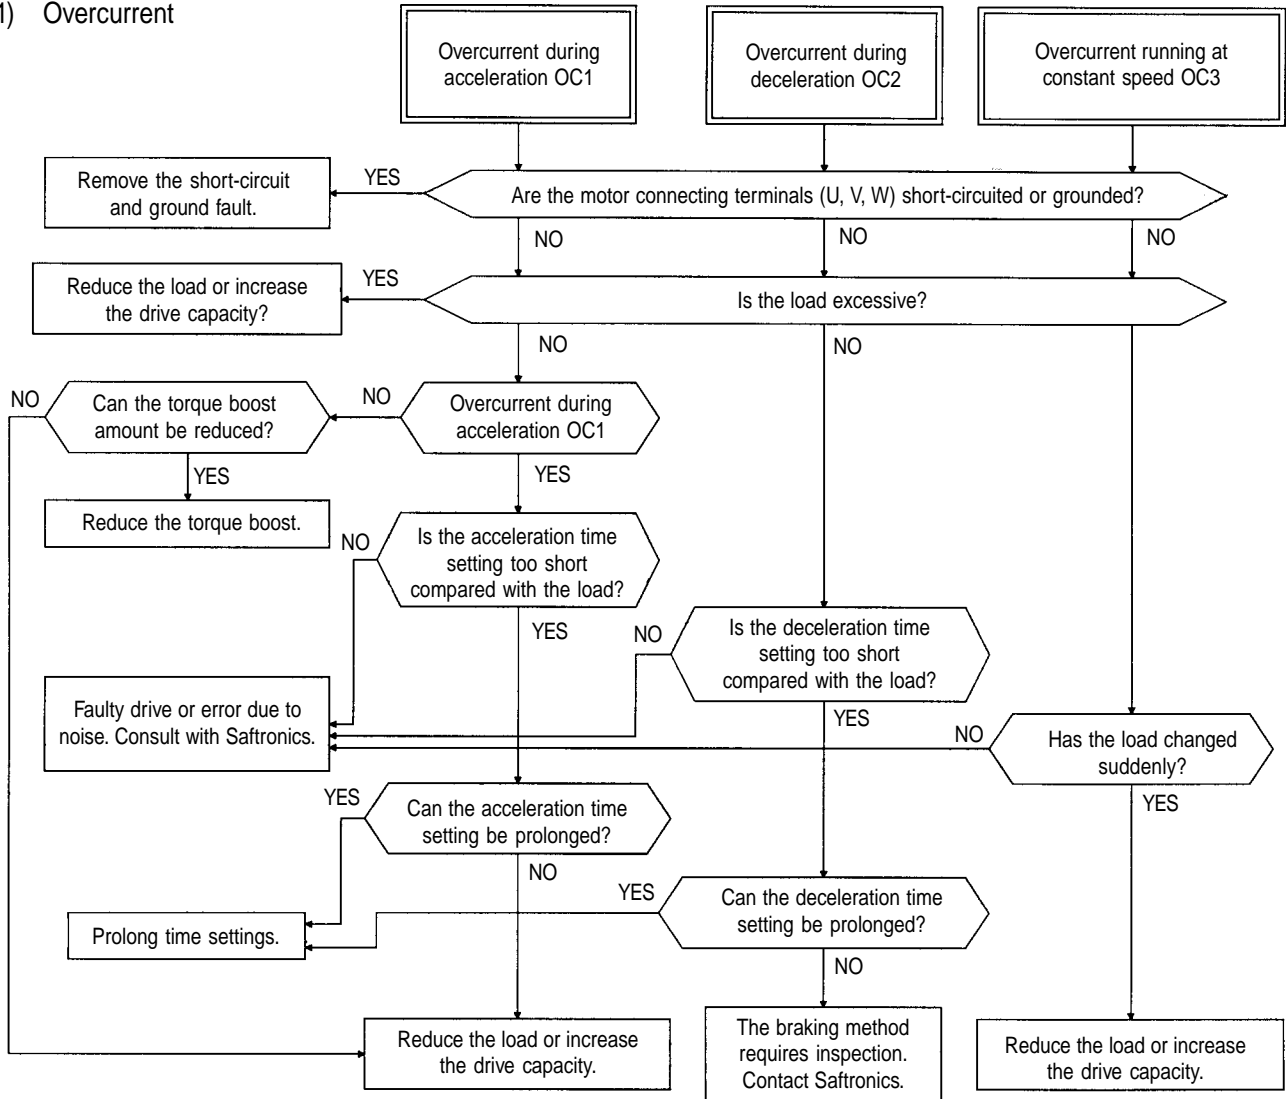 1) Overcurrent
Overcurrent during
acceleration OC1
Overcurrent during
deceleration OC2
Overcurrent running at
constant speed OC3
Remove the short-circuit
and ground fault.
YES
Are the motor connecting terminals (U, V, W) short-circuited or grounded?
NO
NO
NO
Reduce the load or increase
the drive capacity?
YES
Is the load excessive?
NO
NO
NO
Can the torque boost
amount be reduced?
NO
Overcurrent during
acceleration OC1
YES
YES
Reduce the torque boost.
NO
Is the acceleration time
setting too short
compared with the load?
YES
NO
Is the deceleration time
setting too short
compared with the load?
YES
Faulty drive or error due to
noise. Consult with Saftronics.
NO
Has the load changed
suddenly?
YES
YES
Can the acceleration time
setting be prolonged?
NO
YES
Can the deceleration time
setting be prolonged?
NO
Prolong time settings.
Reduce the load or increase
the drive capacity.
The braking method
requires inspection.
Contact Saftronics.
Reduce the load or increase
the drive capacity.